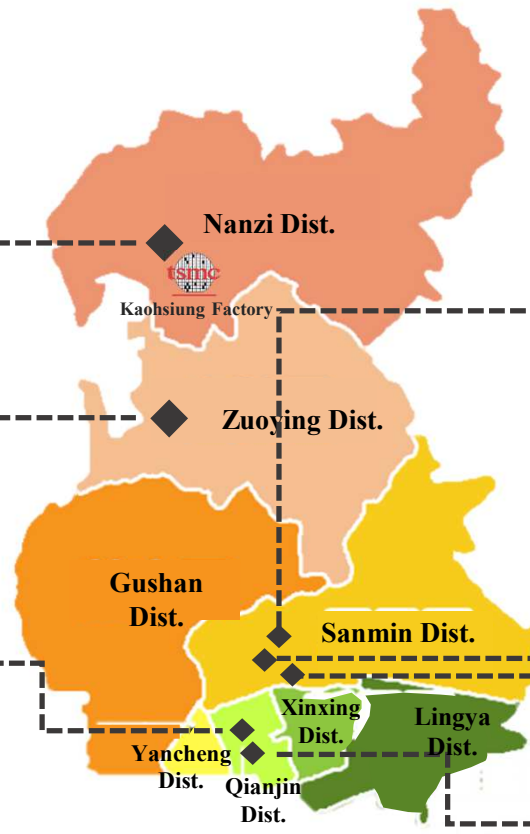 Nanzi Dist.
tsmc
Kaohsiung Factory
Zuoying Dist.
Gushan
Dist.
Sanmin Dist.
Xinxing
Dist.
Lingya
Dist.
Yancheng
Dist.
Qianjin
Dist.